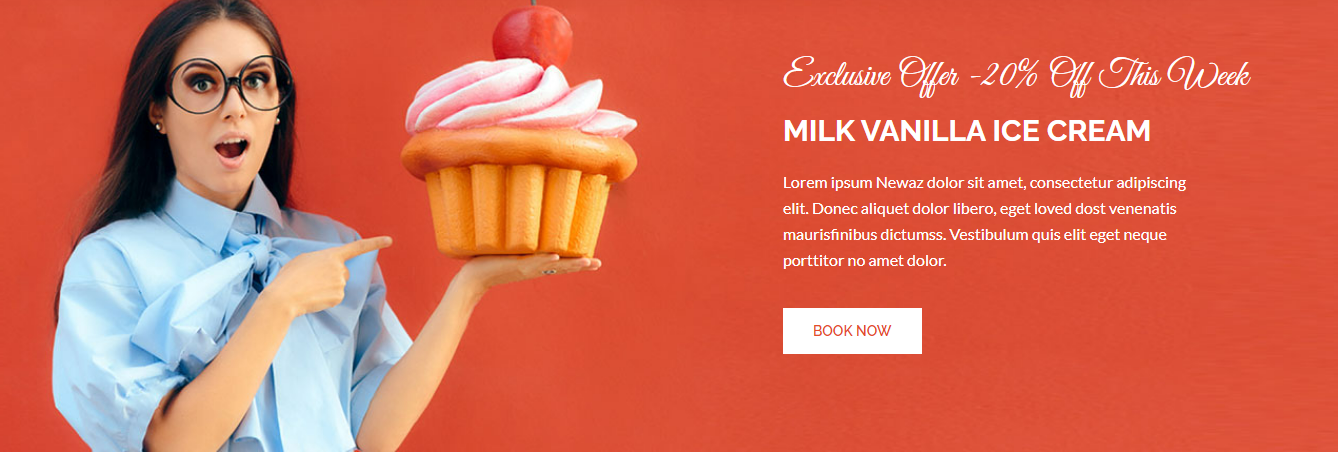 Exclusive Offer -20% Off This Week
MILK VANILLA ICE CREAM
Lorem ipsum Newaz dolor sit amet, consectetur adipiscing
elit. Donec aliquet dolor libero, eget loved dost venenatis
maurisfinibus dictumss. Vestibulum quis elit eget neque
porttitor no amet dolor.
BOOK NOW